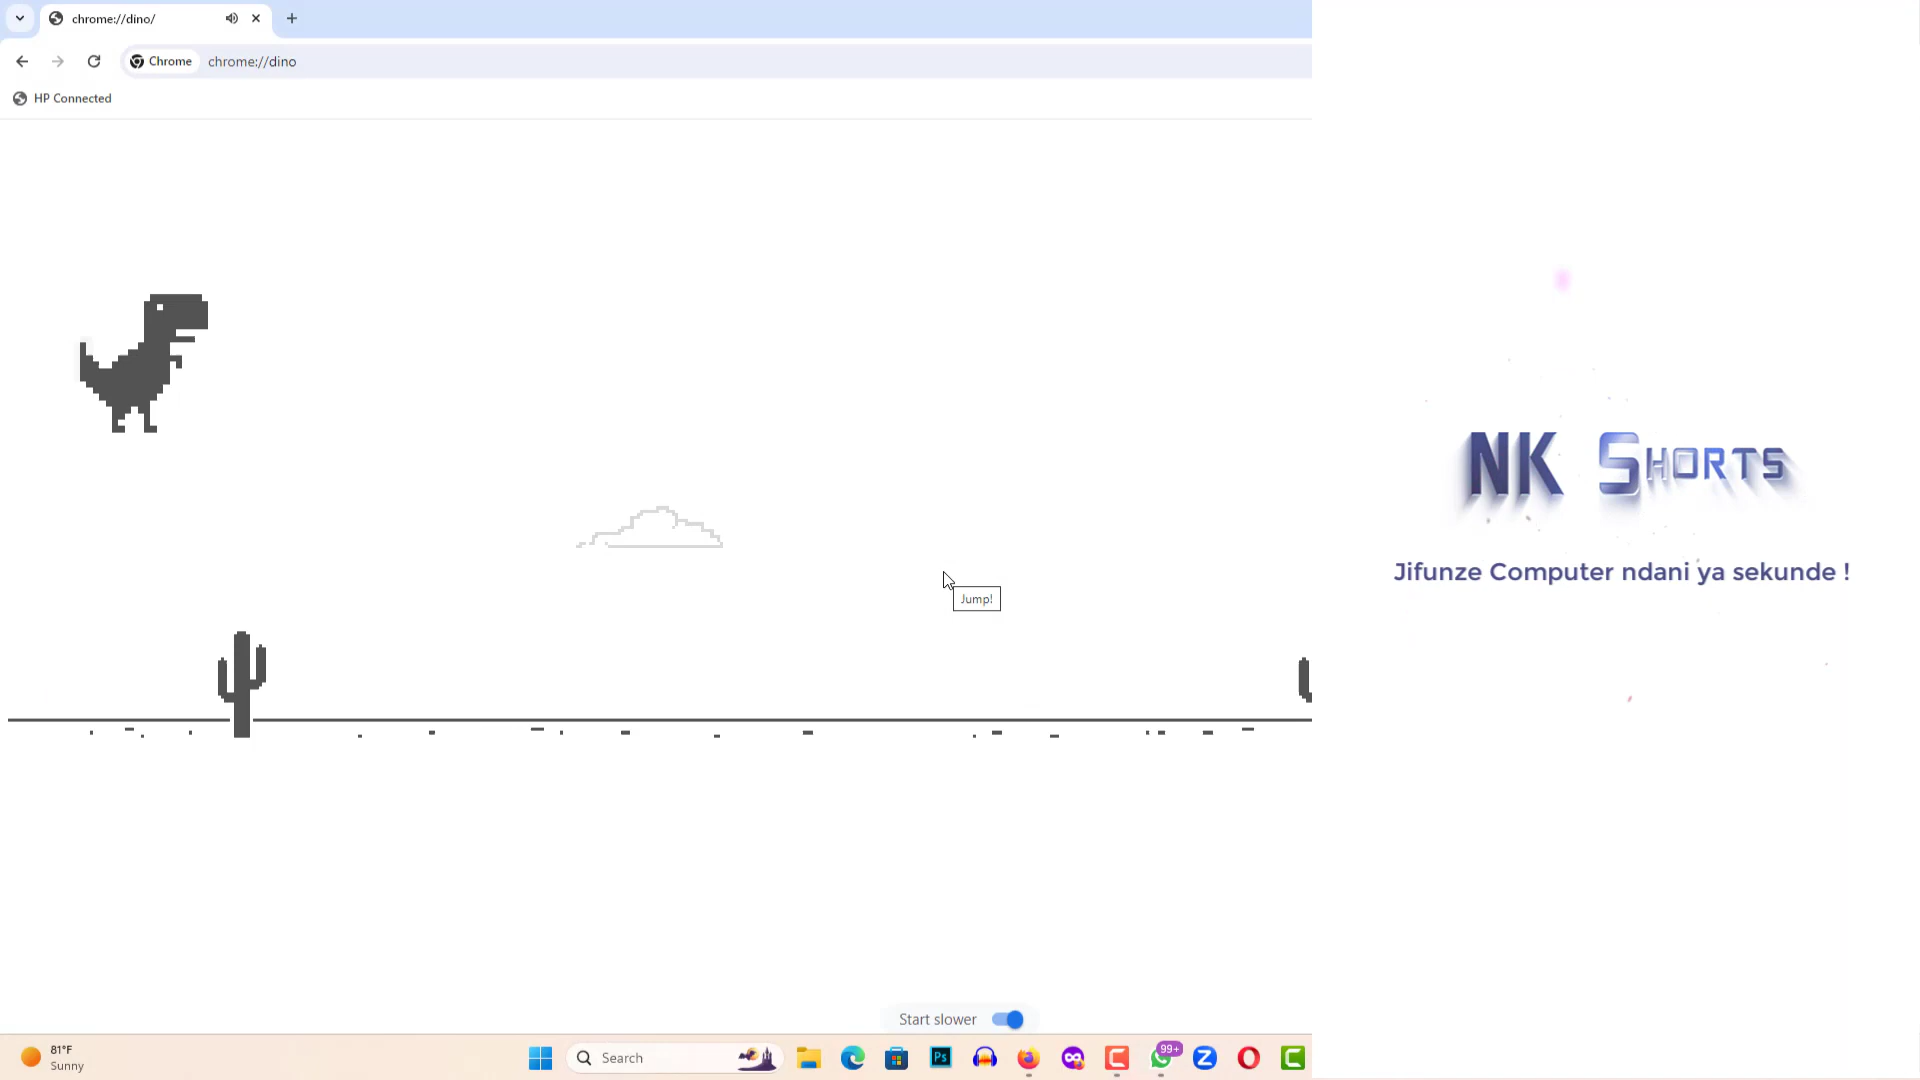 chrome://dino/
Chrome chrome://dino
HP Connected
NK Shorts
Jifunze Computer ndani ya sekunde !
Jump!
Start slower
81°F
Sunny
Search
Ps
99+
Z